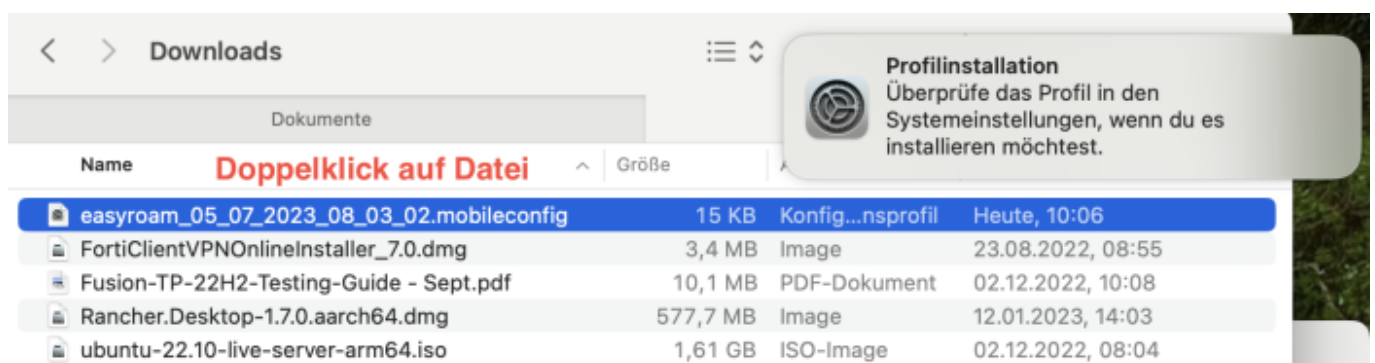 Downloads
Profilinstallation
Überprüfe das Profil in den
Systemeinstellungen, wenn du es
installieren möchtest.
Dokumente
Name Doppelklick auf Datei Größe
easyroam_05_07_2023_08_03_02.mobileconfig 15 KB Konfig...nsprofil Heute, 10:06
FortiClientVPNOnlineInstaller_7.0.dmg 3,4 MB Image 23.08.2022, 08:55
Fusion-TP-22H2-Testing-Guide - Sept.pdf 10,1 MB PDF-Dokument 02.12.2022, 10:08
Rancher.Desktop-1.7.0.aarch64.dmg 577,7 MB Image 12.01.2023, 14:03
ubuntu-22.10-live-server-arm64.iso 1,61 GB ISO-Image 02.12.2022, 08:04